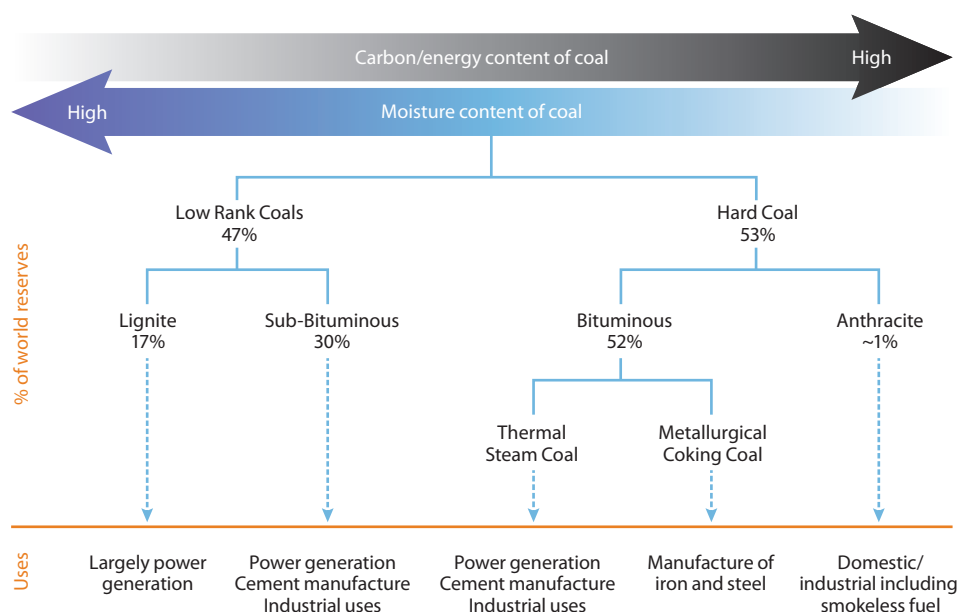 Carbon/energy content of coal
High
High
Moisture content of coal
% of world reserves
Low Rank Coals
47%
Hard Coal
53%
Lignite
17%
Sub-Bituminous
30%
Bituminous
52%
Anthracite
~1%
Thermal
Steam Coal
Metallurgical
Coking Coal
Uses
Largely power
generation
Power generation
Cement manufacture
Industrial uses
Power generation
Cement manufacture
Industrial uses
Manufacture of
iron and steel
Domestic/
industrial including
smokeless fuel